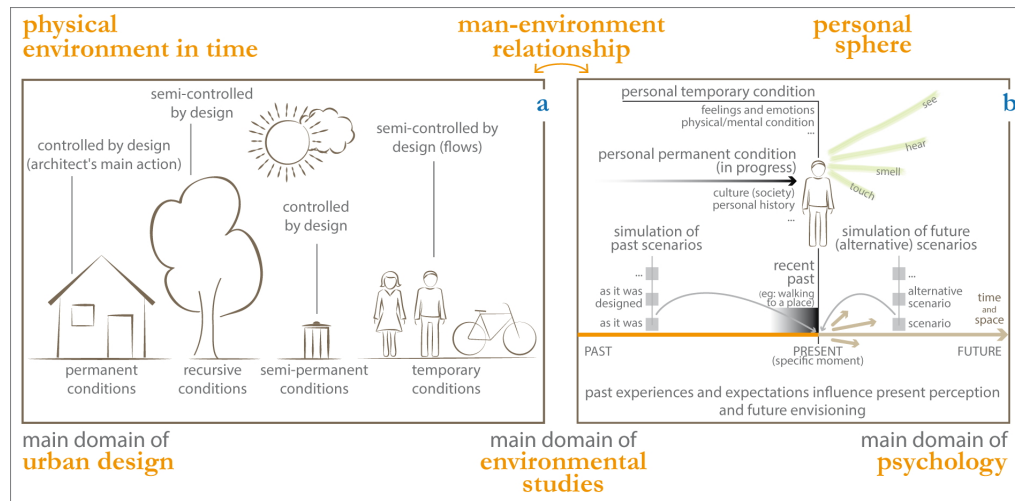 physical
environment in time
man-environment
relationship
personal
sphere
a
semi-controlled
by design
controlled by design
(architect's main action)
semi-controlled by
design (flows)
controlled
by design
permanent
conditions
recursive
conditions
semi-permanent
conditions
temporary
conditions
b
personal temporary condition
feelings and emotions
physical/mental condition
...
personal permanent condition
(in progress)
culture (society)
personal history
...
see
hear
smell
touch
simulation of
past scenarios
...
as it was
designed
as it was
recent
past
(eg: walking
to a place)
simulation of future
(alternative) scenarios
...
alternative
scenario
scenario
time
and
space
PAST
PRESENT
(specific moment)
FUTURE
past experiences and expectations influence present perception
and future envisioning
main domain of
urban design
main domain of
environmental
studies
main domain of
psychology